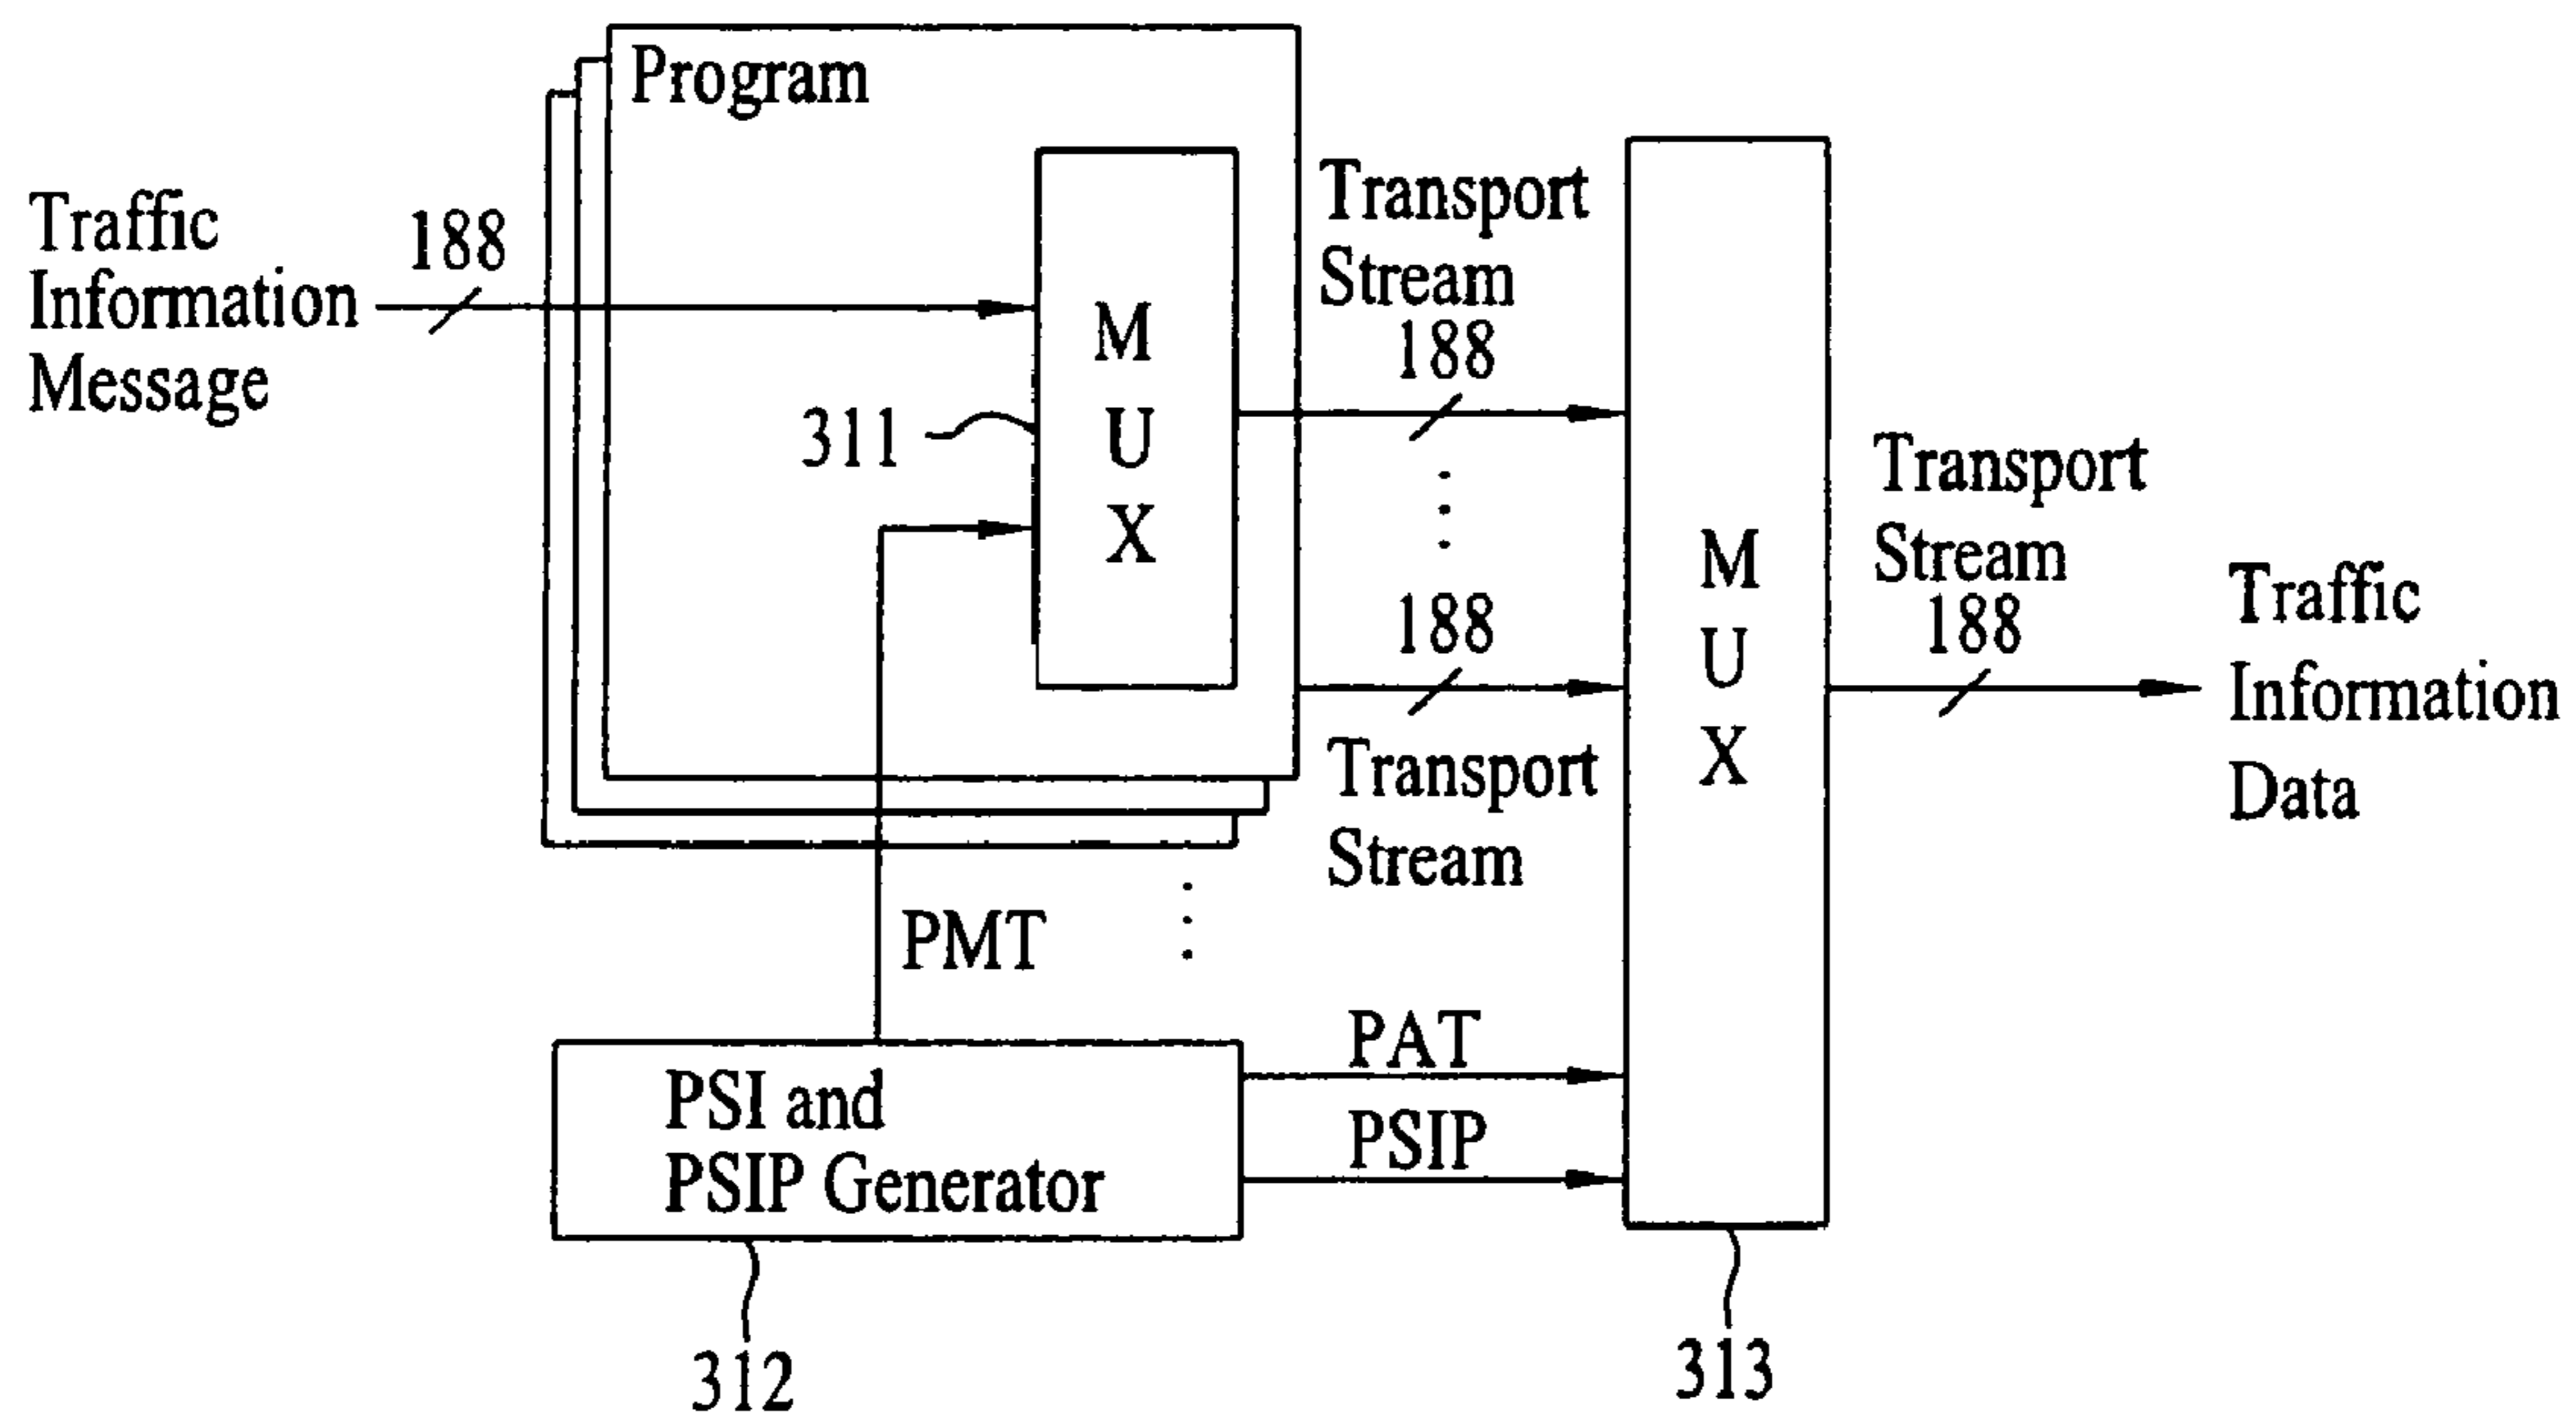 Program
Traffic
Information
Message
188
M
U
X
311
Transport
Stream
188
188
Transport
Stream
M
U
X
Transport
Stream
188
Traffic
Information
Data
PMT
PSI and
PSIP Generator
PAT
PSIP
312
313